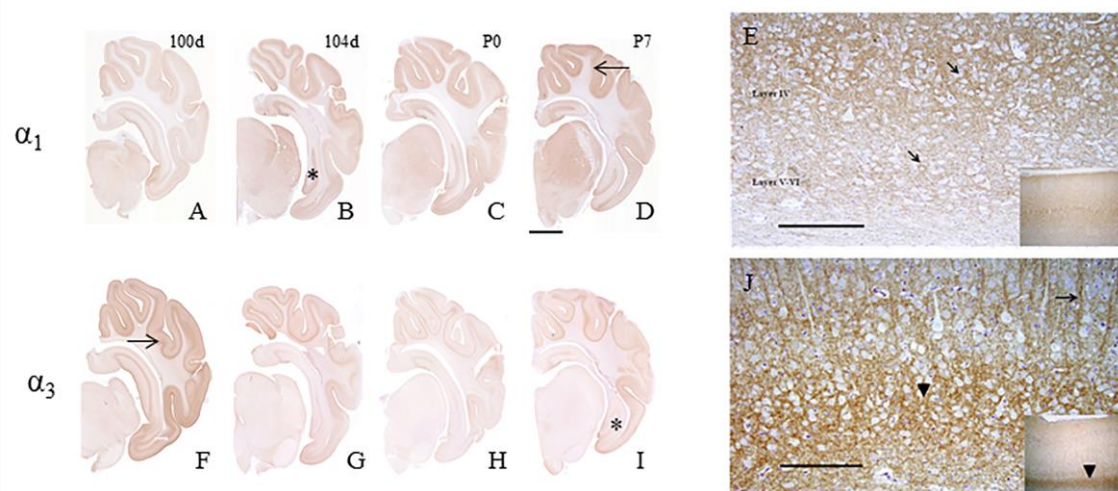 100d
104d
P0
P7
α1
A
B
*
C
D
E
Layer IV
Layer V-VI
α3
F
G
H
I
*
J